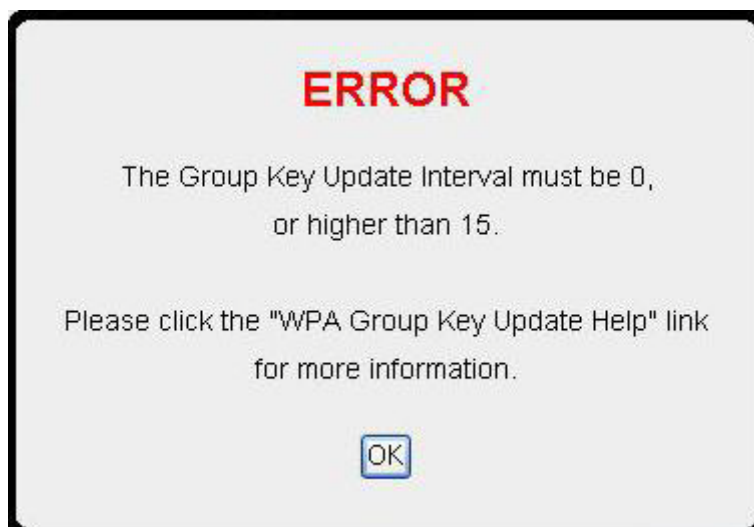 ERROR
The Group Key Update Interval must be 0,
or higher than 15.
Please click the "WPA Group Key Update Help" link
for more information.
OK